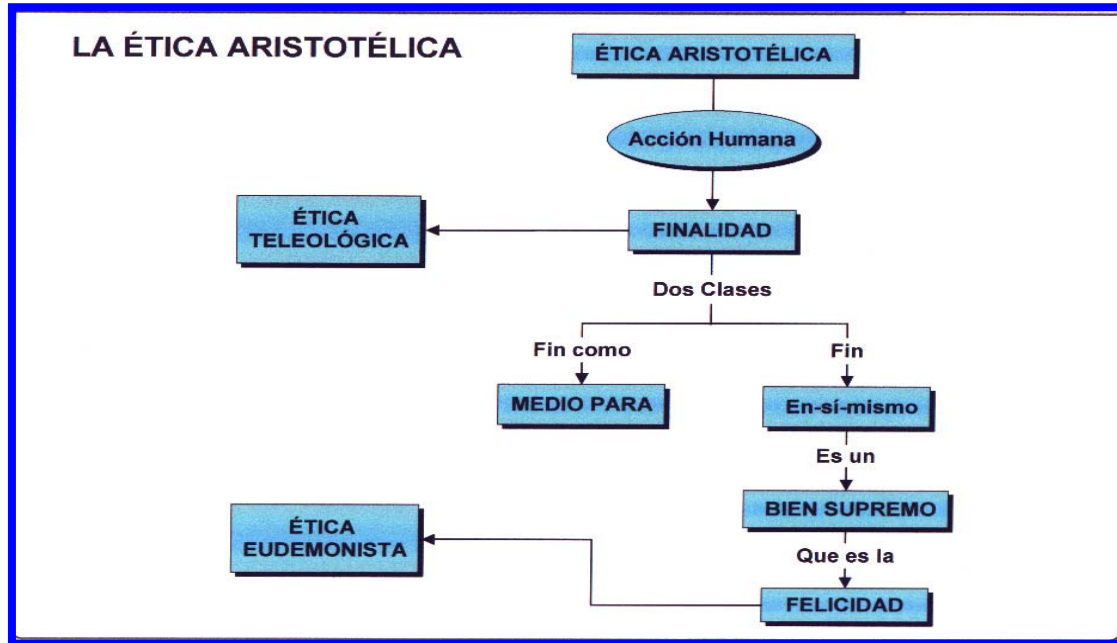 LA ÉTICA ARISTOTÉLICA
ÉTICA ARISTOTÉLICA
Acción Humana
ÉTICA
TELEOLÓGICA
FINALIDAD
Dos Clases
Fin como
Fin
MEDIO PARA
En-sí-mismo
Es un
BIEN SUPREMO
ÉTICA
EUDEMONISTA
Que es la
FELICIDAD